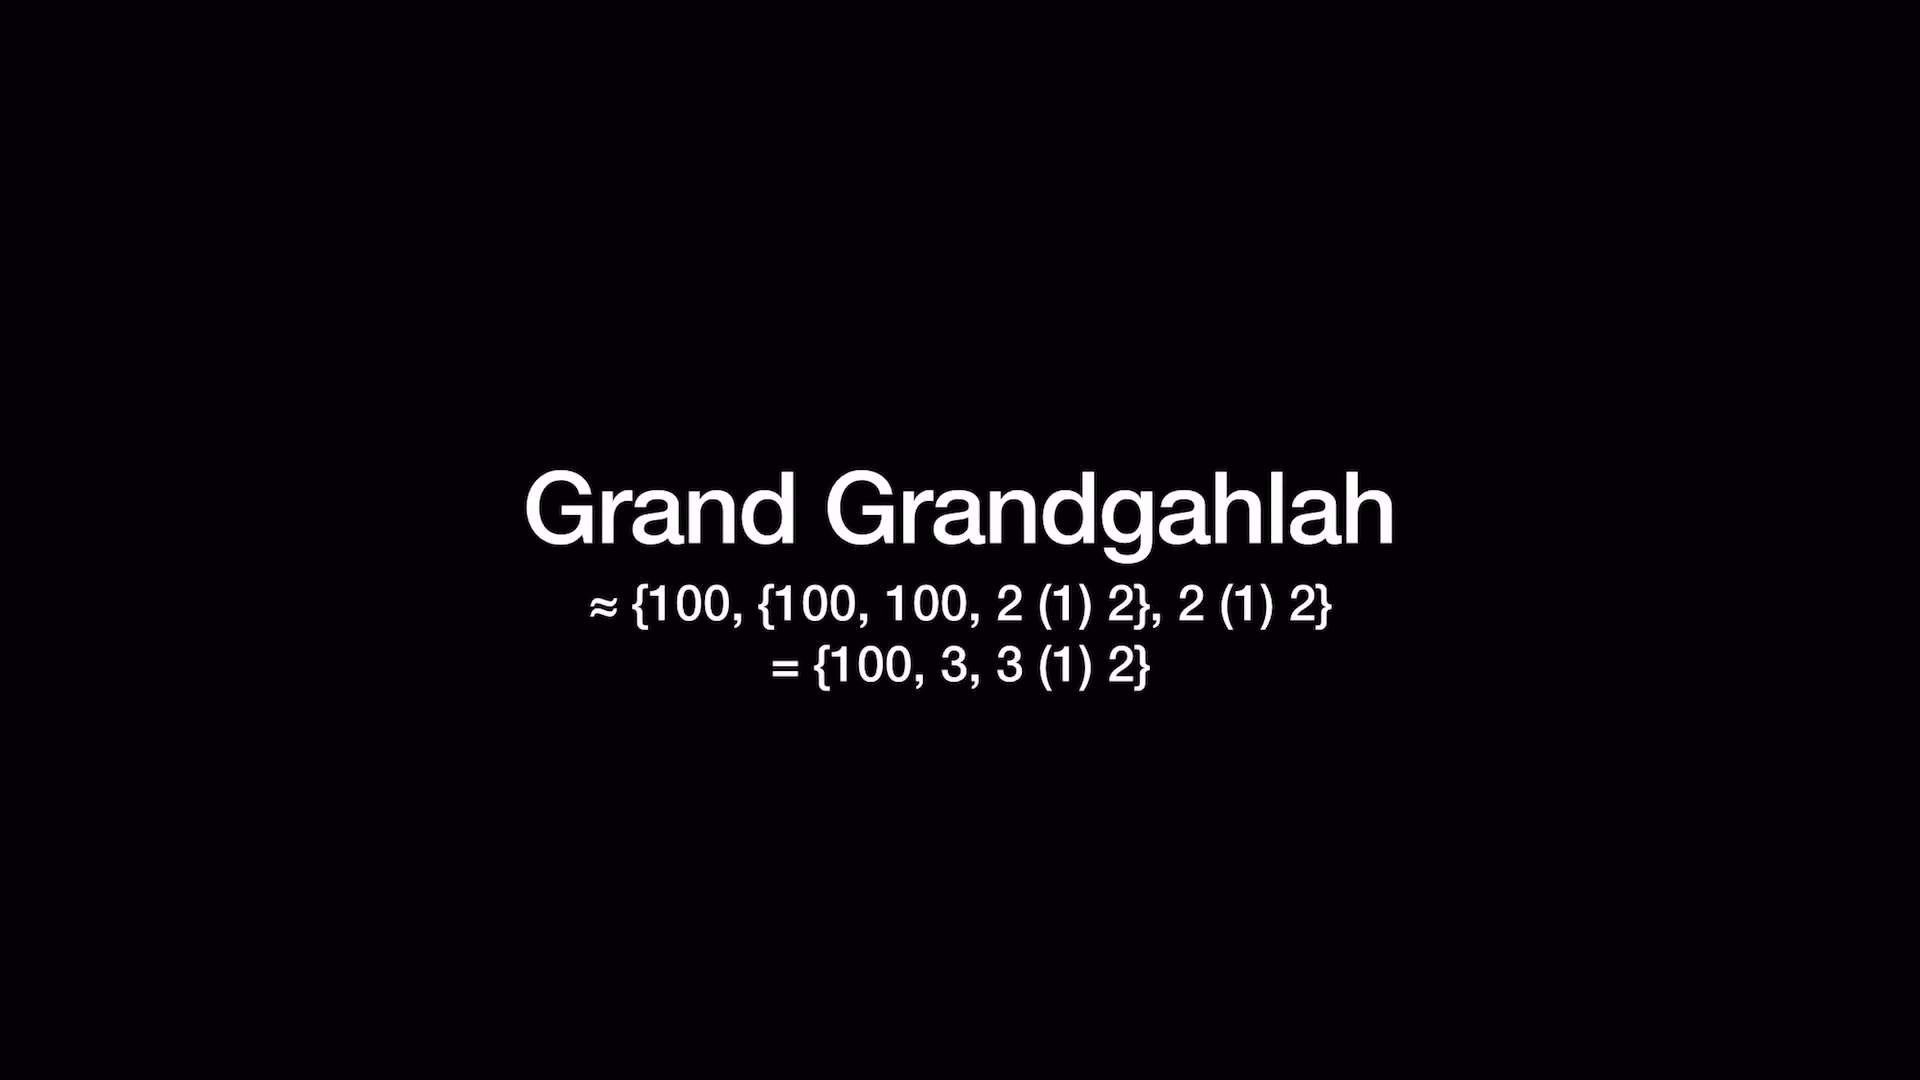 Grand Grandgahlah
≈ {100, {100, 100, 2 (1) 2}, 2 (1) 2}
= {100, 3, 3 (1) 2}